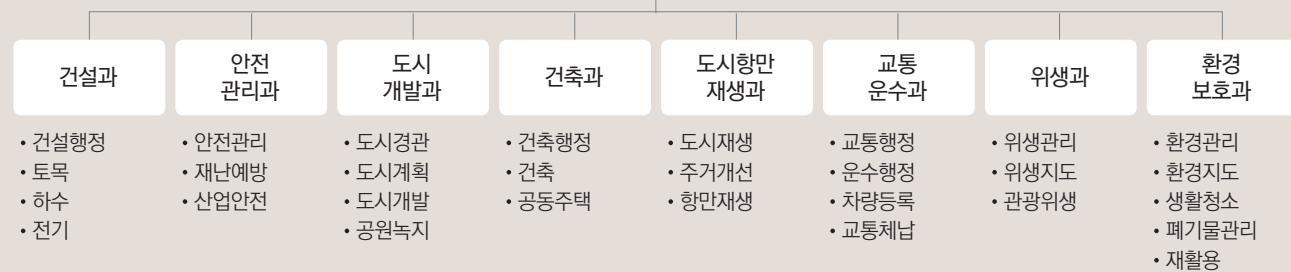 건설과
• 건설행정
• 토목
• 하수
• 전기
안전
관리과
• 안전관리
• 재난예방
• 산업안전
도시
개발과
• 도시경관
• 도시계획
• 도시개발
• 공원녹지
건축과
• 건축행정
• 건축
• 공동주택
도시항만
재생과
• 도시재생
• 주거개선
• 항만재생
교통
운수과
• 교통행정
• 운수행정
• 차량등록
• 교통체납
위생과
• 위생관리
• 위생지도
• 관광위생
환경
보호과
• 환경관리
• 환경지도
• 생활청소
• 폐기물관리
• 재활용